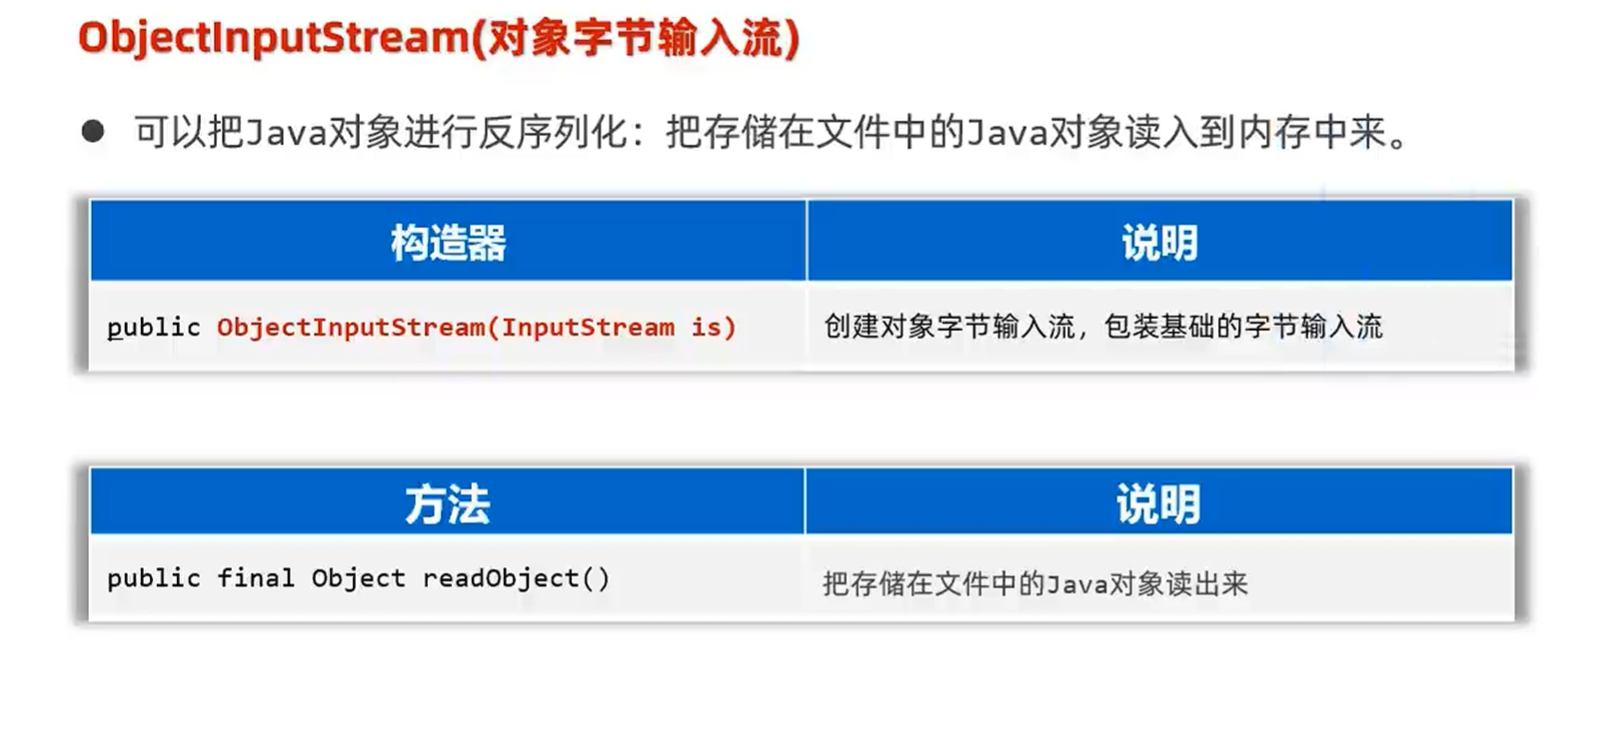 ObjectInputStream(对象字节输入流)
● 可以把Java对象进行反序列化：把存储在文件中的Java对象读入到内存中来。
构造器 说明
public ObjectInputStream(InputStream is) 创建对象字节输入流，包装基础的字节输入流
方法 说明
public final Object readObject() 把存储在文件中的Java对象读出来